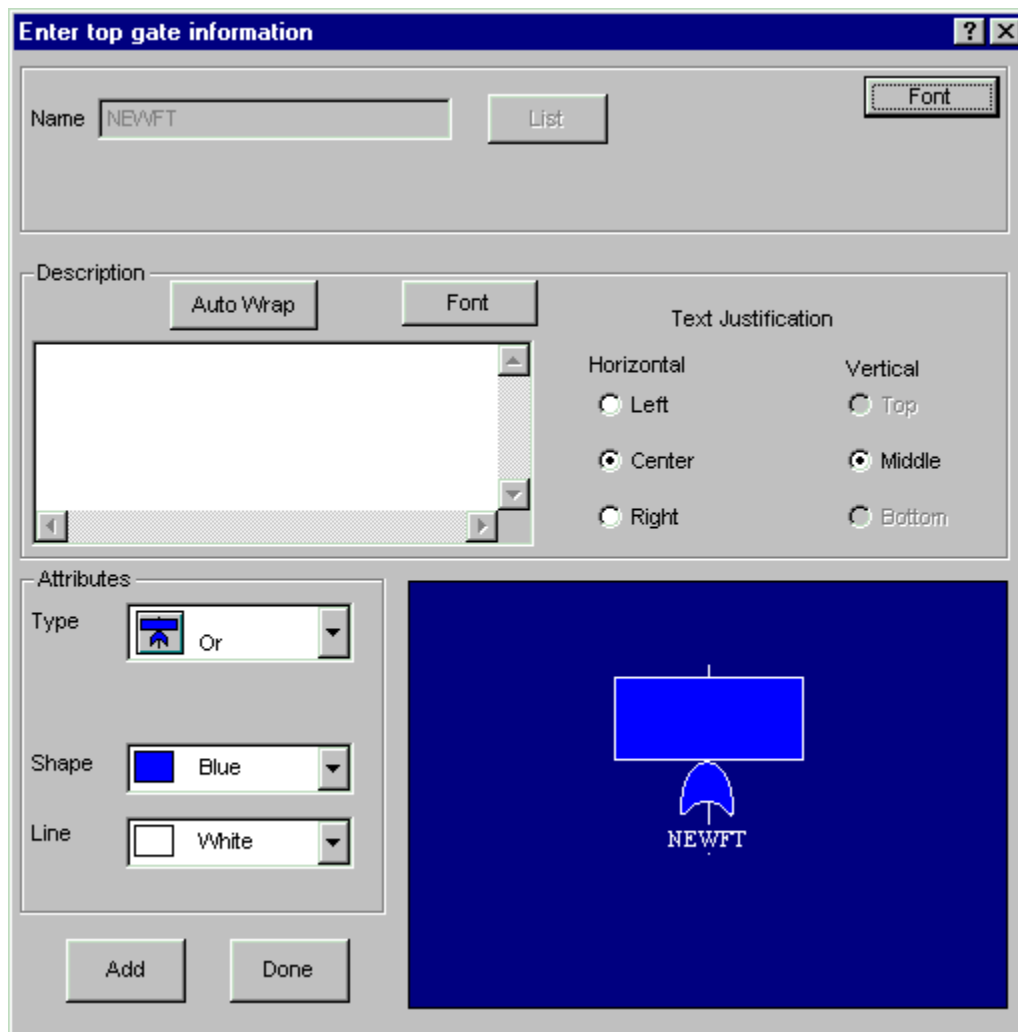 Enter top gate information
Name NEWFT List Font
Description
Auto Wrap Font
Text Justification
Horizontal Vertical
Left Top
Center Middle
Right Bottom
Attributes
Type Or
Shape Blue
Line White
NEWFT
Add Done